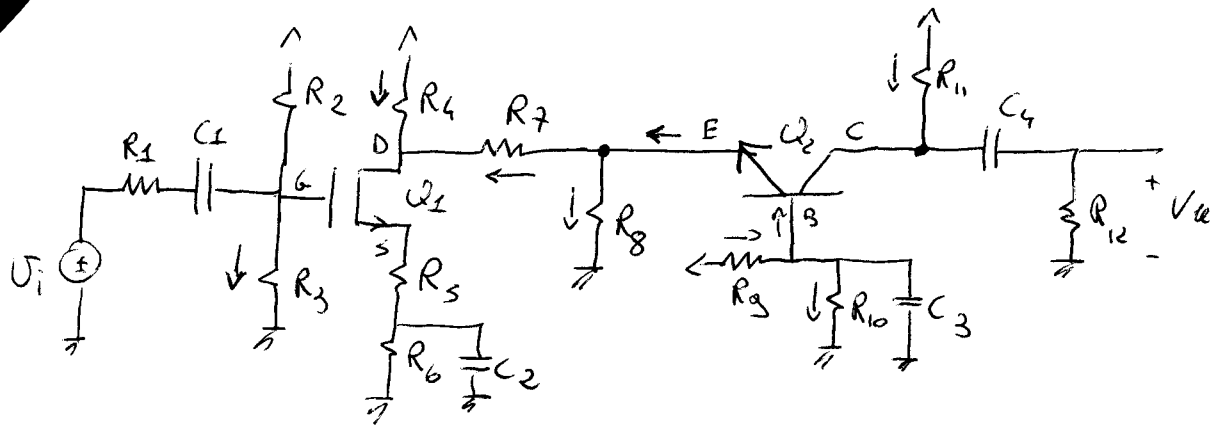 R2
R4
R11
R1
C1
D
R7
E
Q2
C
C4
G
Q1
B
+
Vu
-
S
R8
R12
Vi
+
R3
R5
R9
R10
C3
R6
C2